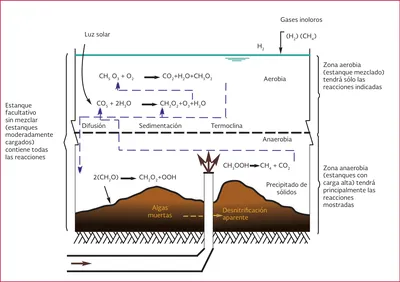 Gases inoloros
Luz solar
(H₂) (CH₄)
H₂
CH₂ O₂ + O₂ → CO₂+H₂O+CH₂O₂
Aerobia
Zona aerobia
(estanque mezclado)
tendrá sólo las
reacciones indicadas
CO₂ + 2H₂O → CH₂O₂+O₂+H₂O
Estanque
facultativo
sin mezclar
(estanques
moderadamente
cargados)
contiene todas
las reacciones
Difusión
Sedimentación
Termoclina
Anaerobia
CH₃OOH → CH₄ + CO₂
Zona anaerobia
(estanques con
carga alta) tendrá
principalmente las
reacciones
mostradas
2(CH₂O) → CH₂O₂+OOH
Precipitado de
sólidos
Algas
muertas
Desnitrificación
aparente